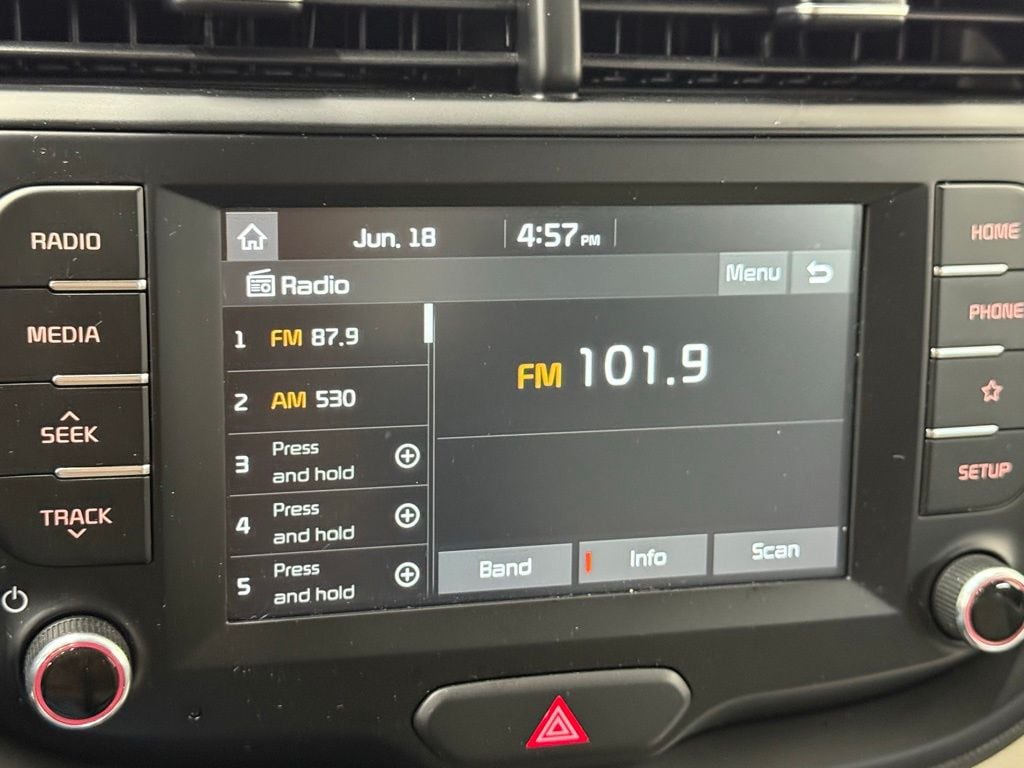 RADIO
MEDIA
SEEK
TRACK
Jun. 18 4:57 PM
Radio Menu
1 FM 87.9
2 AM 530
3 Press
and hold
4 Press
and hold
5 Press
and hold
FM 101.9
Band Info Scan
HOME
PHONE
SETUP